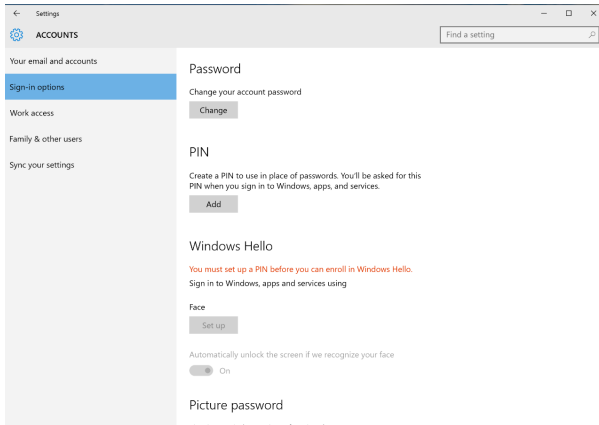 Settings
ACCOUNTS
Find a setting
Your email and accounts
Sign-in options
Work access
Family & other users
Sync your settings
Password
Change your account password
Change
PIN
Create a PIN to use in place of passwords. You'll be asked for this
PIN when you sign in to Windows, apps, and services.
Add
Windows Hello
You must set up a PIN before you can enroll in Windows Hello.
Sign in to Windows, apps and services using
Face
Set up
Automatically unlock the screen if we recognize your face
On
Picture password